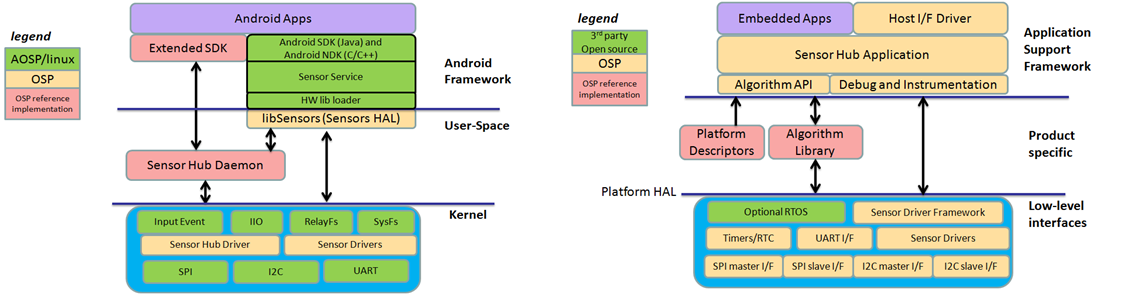 Android Apps
legend
AOSP/linux
OSP
OSP reference
implementation
Extended SDK
Android SDK (Java) and
Android NDK (C/C++)
Sensor Service
HW lib loader
Android
Framework
libSensors (Sensors HAL)
User-Space
Sensor Hub Daemon
Kernel
Input Event
IIO
RelayFs
SysFs
Sensor Hub Driver
Sensor Drivers
SPI
I2C
UART
legend
3rd party
Open source
OSP
OSP reference
implementation
Embedded Apps
Host I/F Driver
Sensor Hub Application
Algorithm API
Debug and Instrumentation
Application
Support
Framework
Platform
Descriptors
Algorithm
Library
Product
specific
Platform HAL
Low-level
interfaces
Optional RTOS
Sensor Driver Framework
Timers/RTC
UART I/F
Sensor Drivers
SPI master I/F
SPI slave I/F
I2C master I/F
I2C slave I/F